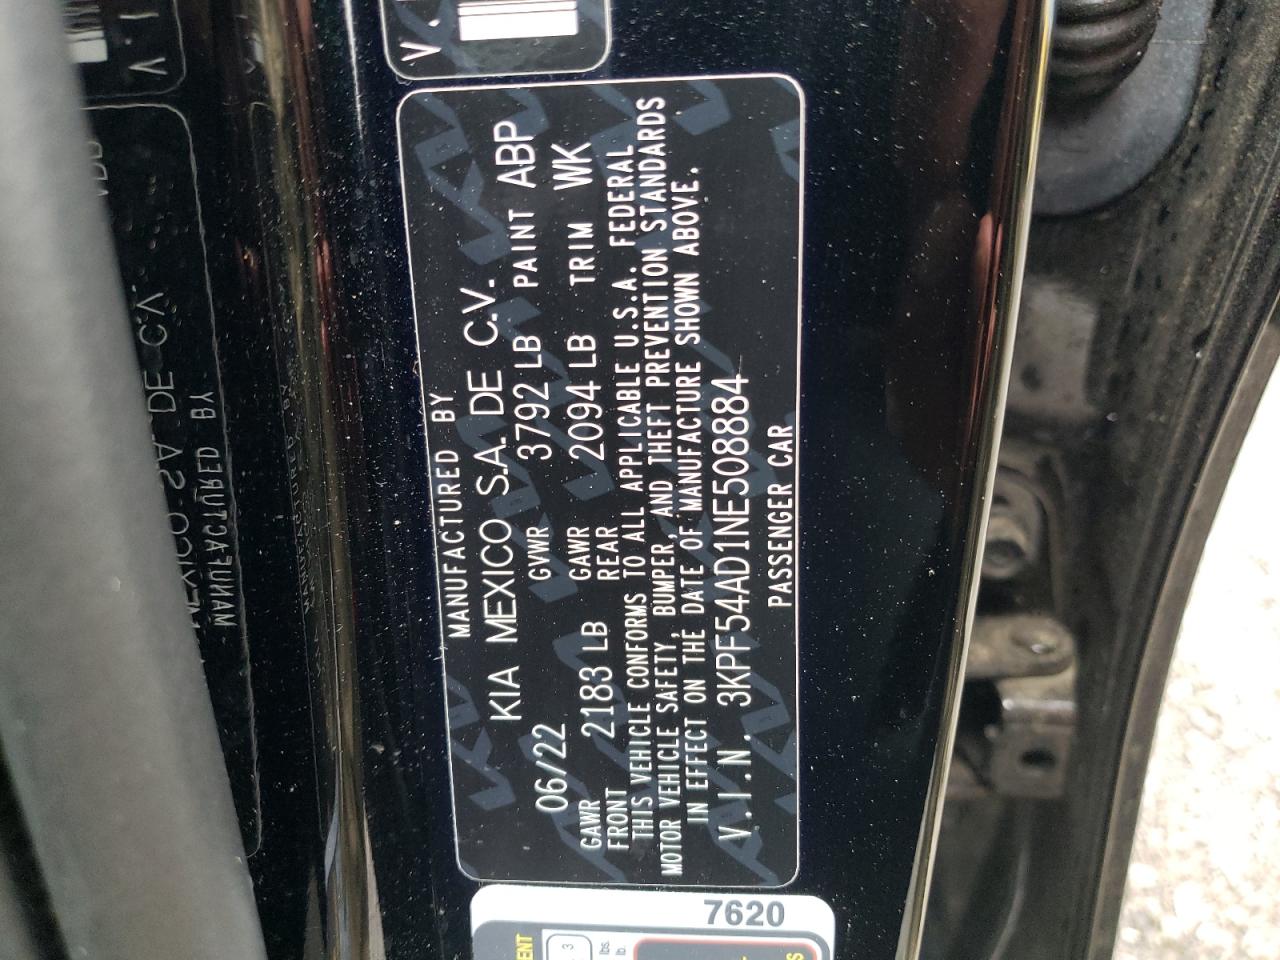 MANUFACTURED BY
KIA MEXICO S.A. DE C.V.
06/22 GVWR 3792 LB PAINT ABP
GAWR FRONT 2183 LB GAWR REAR 2094 LB TRIM WK
THIS VEHICLE CONFORMS TO ALL APPLICABLE U.S.A. FEDERAL
MOTOR VEHICLE SAFETY, BUMPER, AND THEFT PREVENTION STANDARDS
IN EFFECT ON THE DATE OF MANUFACTURE SHOWN ABOVE.
V.I.N. 3KPF54AD1NE508884
PASSENGER CAR
7620